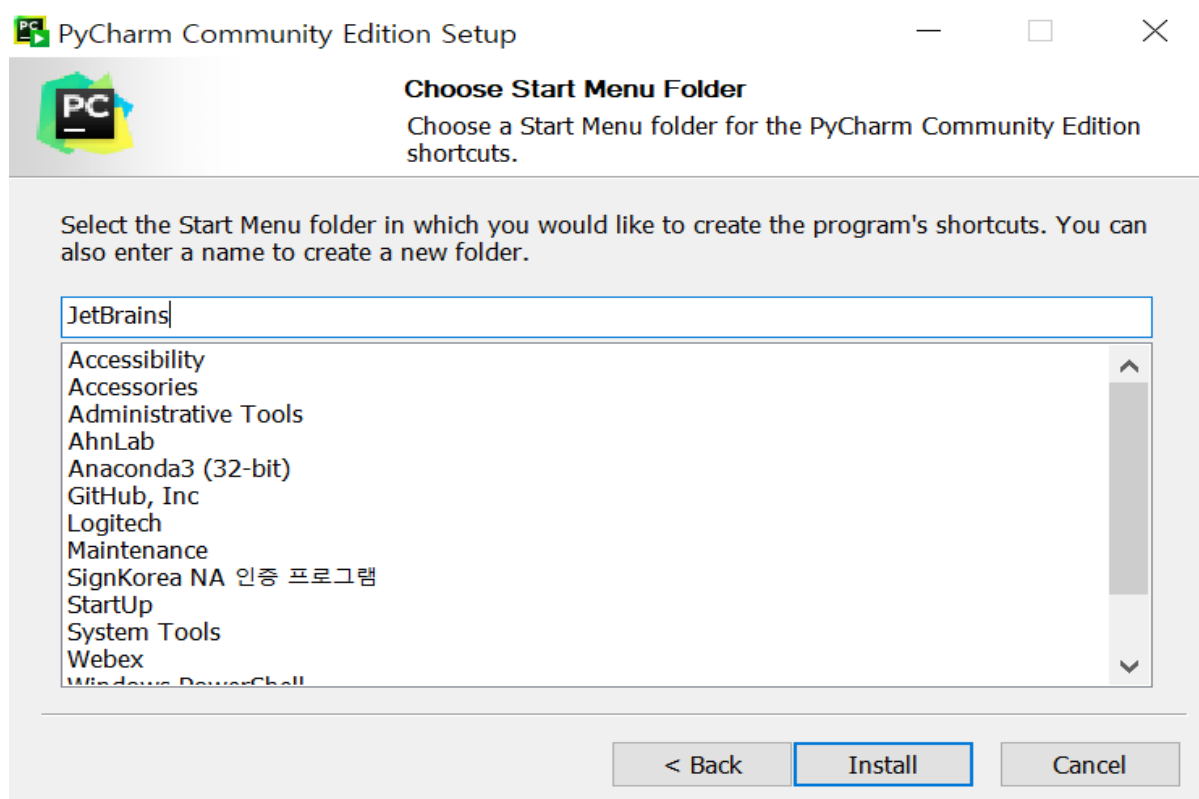 PyCharm Community Edition Setup
PC
Choose Start Menu Folder
Choose a Start Menu folder for the PyCharm Community Edition
shortcuts.
Select the Start Menu folder in which you would like to create the program's shortcuts. You can
also enter a name to create a new folder.
JetBrains
Accessibility
Accessories
Administrative Tools
AhnLab
Anaconda3 (32-bit)
GitHub, Inc
Logitech
Maintenance
SignKorea NA 인증 프로그램
StartUp
System Tools
Webex
Windows PowerShell
< Back
Install
Cancel